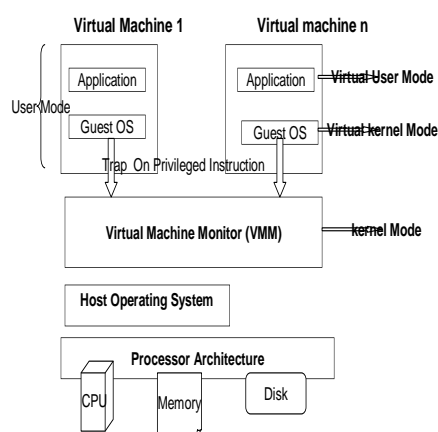 Virtual Machine 1
Virtual machine n
Application
Application
Virtual User Mode
User Mode
Guest OS
Guest OS
Virtual kernel Mode
Trap On Privileged Instruction
Virtual Machine Monitor (VMM)
kernel Mode
Host Operating System
Processor Architecture
CPU
Memory
Disk